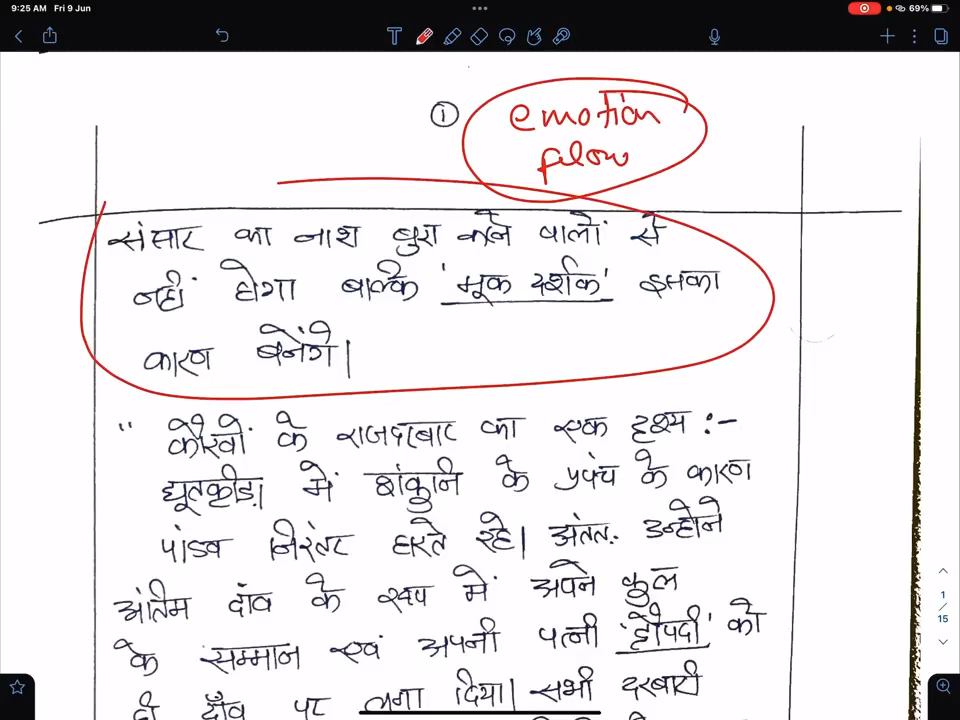 9:25 AM Fri 9 Jun
69%
1
emotion
flow
संसार का नाश बुरा करने वालों से
नहीं होगा बल्कि 'मूक दर्शक' इसका
कारण बनेंगे।
" कौरवों के राजदरबार का एक दृश्य :-
द्यूतक्रीड़ा में शकुनि के प्रपंच के कारण
पांडव निरंतर हारते रहे। अंततः उन्होंने
अंतिम दांव के रूप में अपने कुल
के सम्मान एवं अपनी पत्नी 'द्रौपदी' को
ही दाँव पर लगा दिया। सभी दरबारी
1
/
15